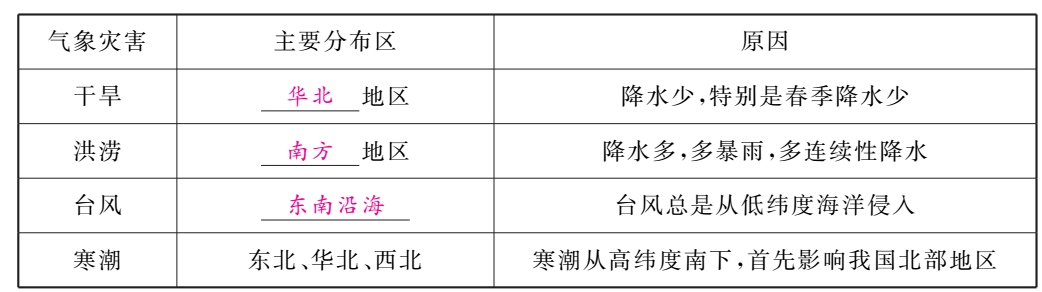 气象灾害 主要分布区 原因
干旱 华北 地区 降水少,特别是春季降水少
洪涝 南方 地区 降水多,多暴雨,多连续性降水
台风 东南沿海 台风总是从低纬度海洋侵入
寒潮 东北、华北、西北 寒潮从高纬度南下,首先影响我国北部地区